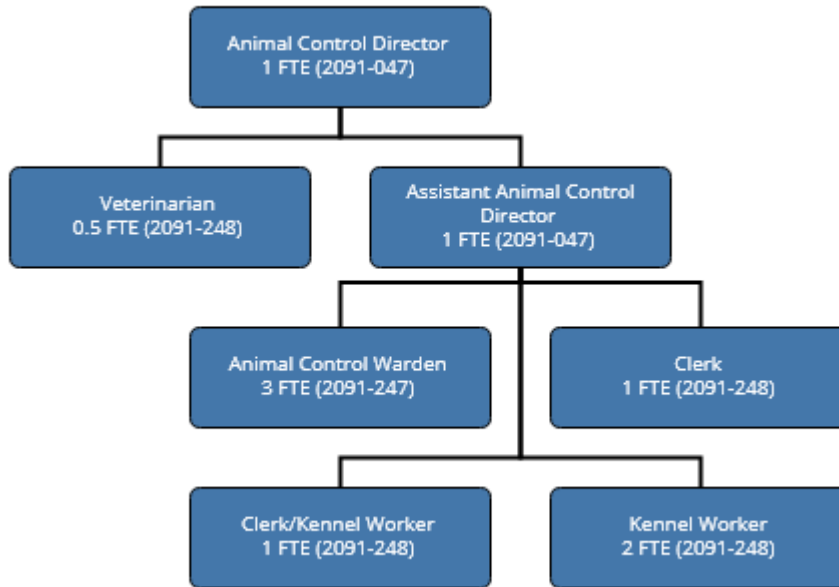 Animal Control Director
1 FTE (2091-047)
Veterinarian
0.5 FTE (2091-248)
Assistant Animal Control
Director
1 FTE (2091-047)
Animal Control Warden
3 FTE (2091-247)
Clerk
1 FTE (2091-248)
Clerk/Kennel Worker
1 FTE (2091-248)
Kennel Worker
2 FTE (2091-248)